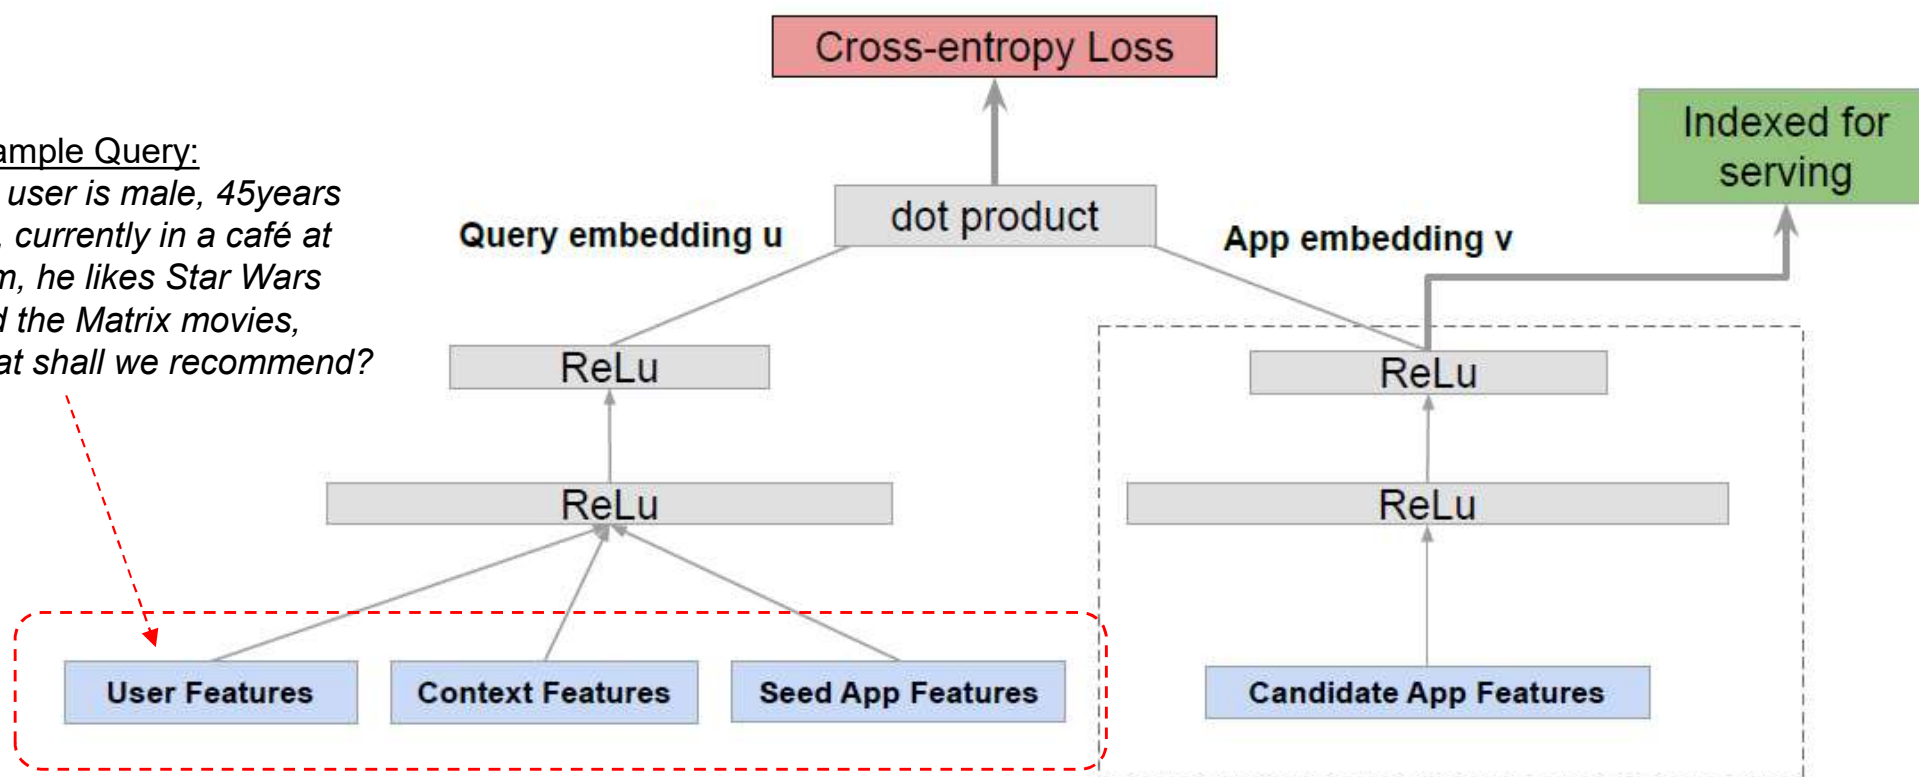 Cross-entropy Loss
Indexed for
serving
ample Query:
user is male, 45years
, currently in a café at
m, he likes Star Wars
d the Matrix movies,
at shall we recommend?
dot product
Query embedding u
App embedding v
ReLu
ReLu
ReLu
ReLu
User Features
Context Features
Seed App Features
Candidate App Features